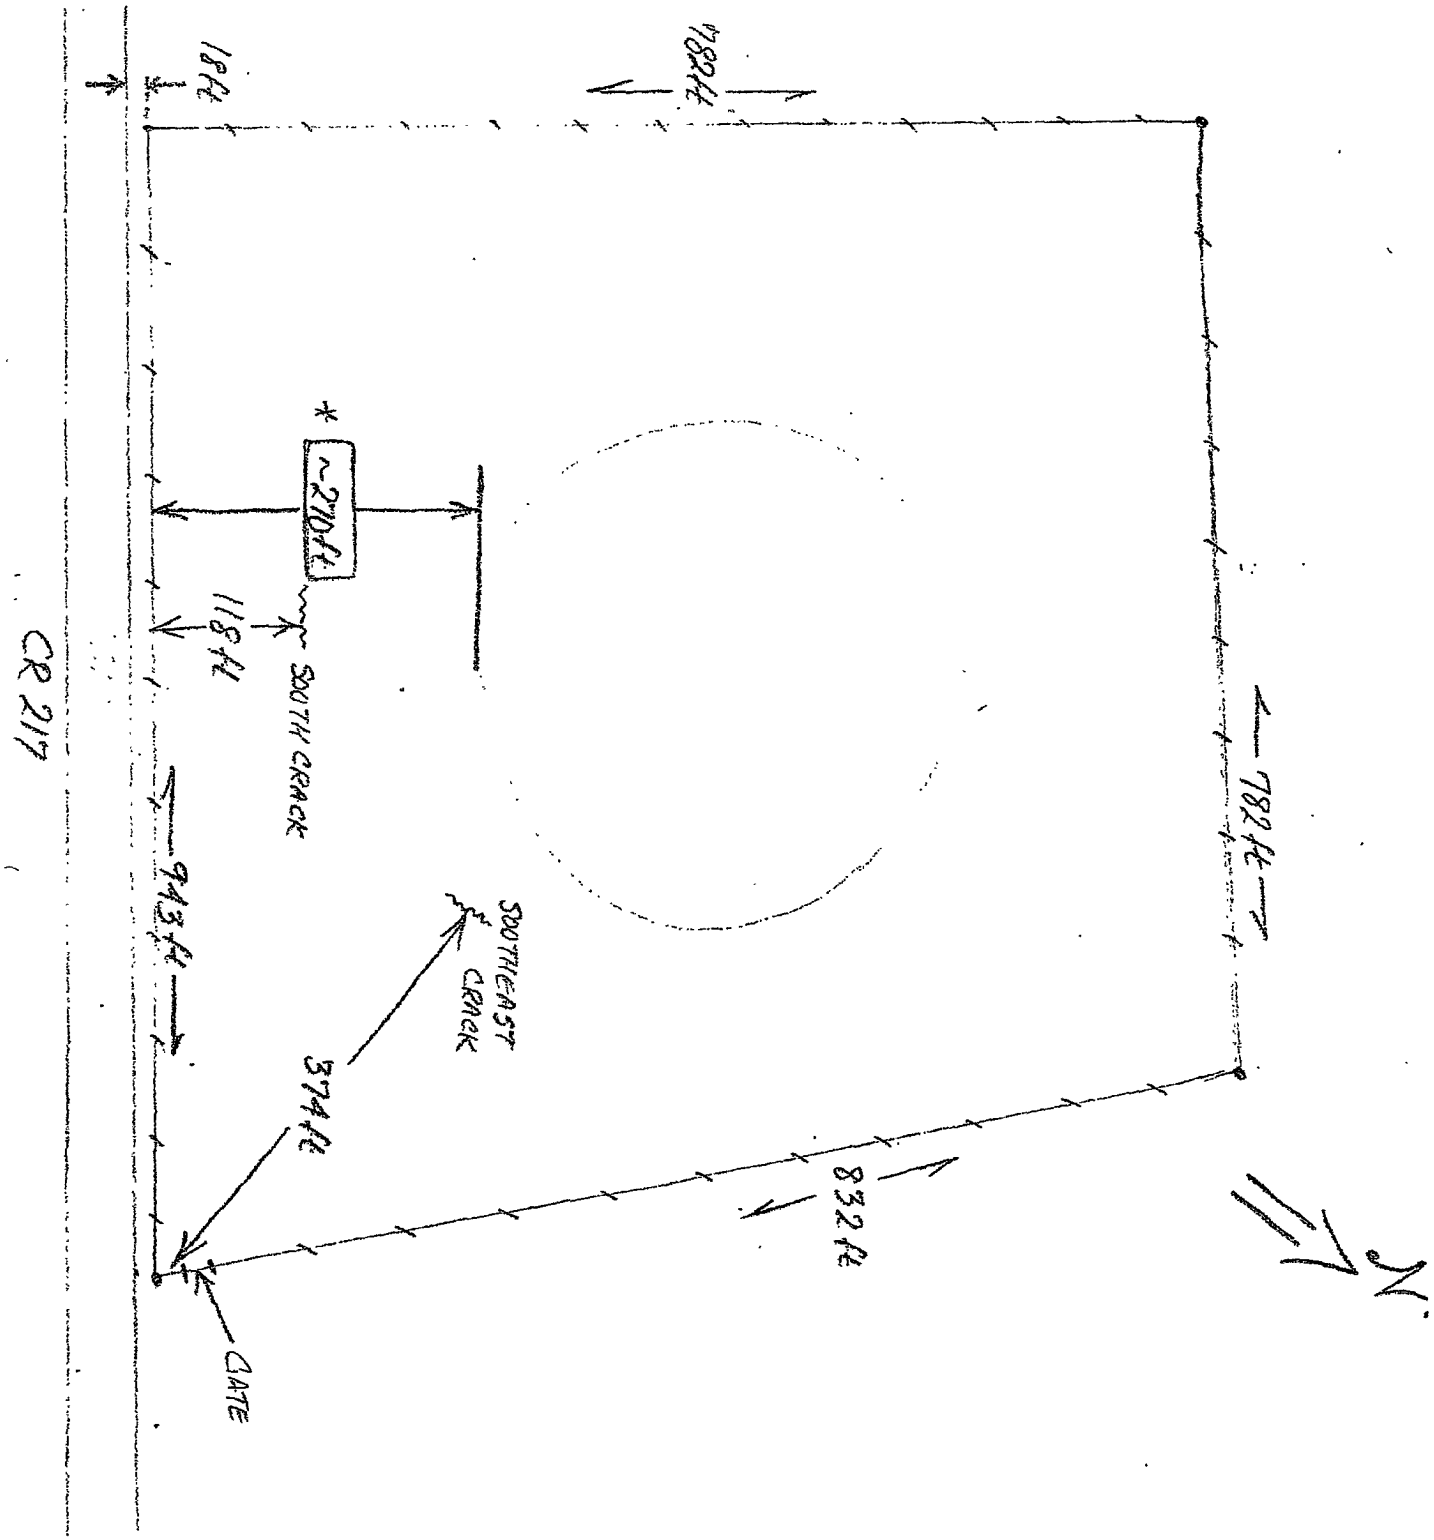 N
782 ft
782 ft
832 ft
18 ft
* ~270 ft
118 ft
SOUTH CRACK
SOUTHEAST
CRACK
374 ft
943 ft
GATE
CR 217